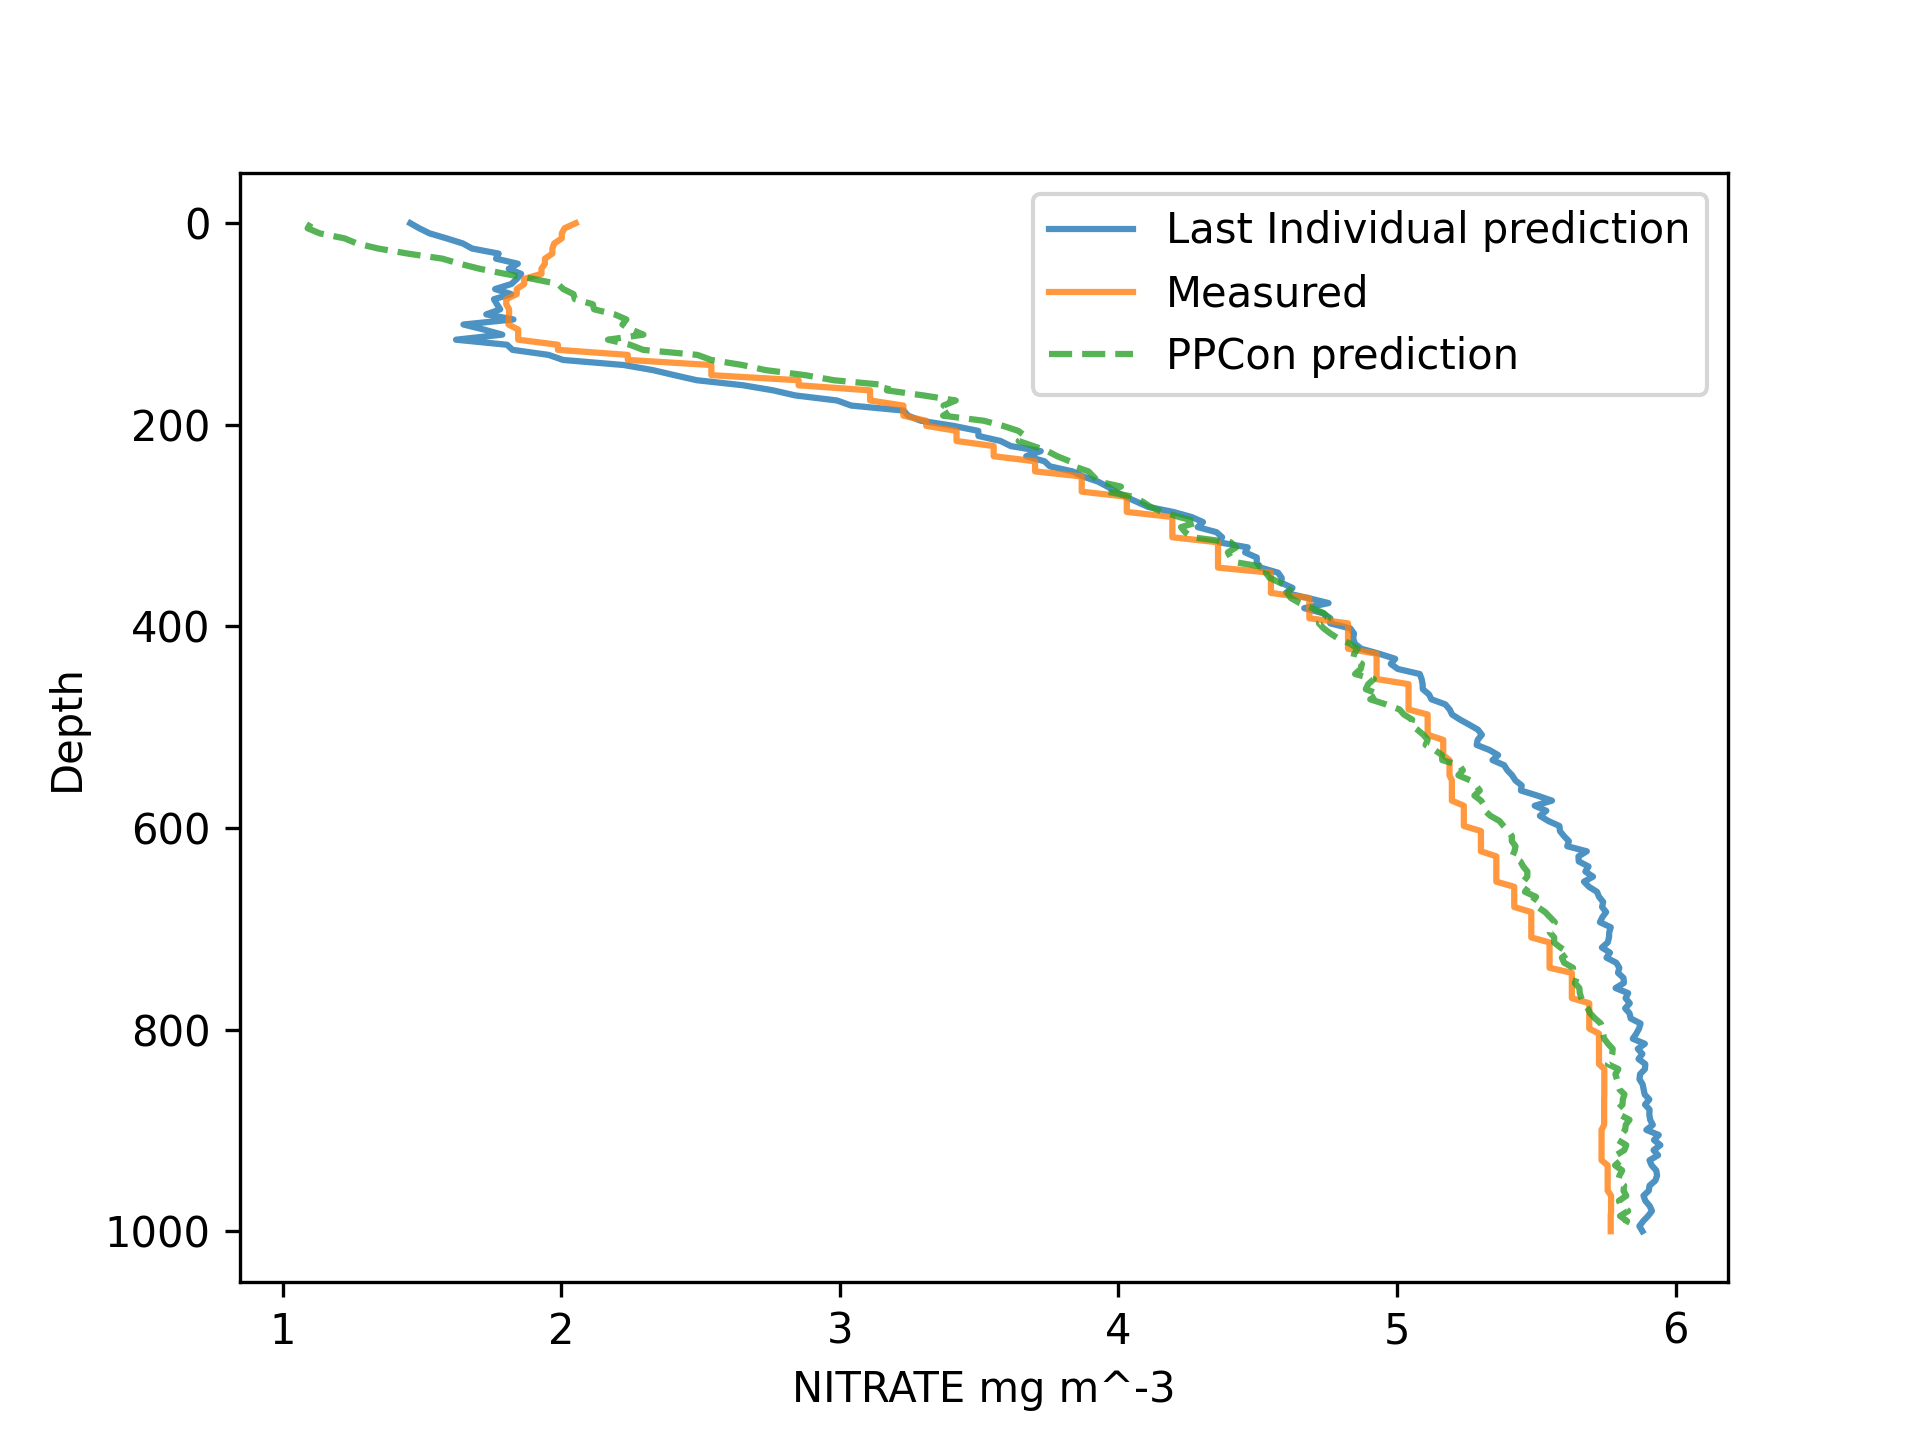 Last Individual prediction
Measured
PPCon prediction
0
200
400
600
800
1000
Depth
1 2 3 4 5 6
NITRATE mg m^-3